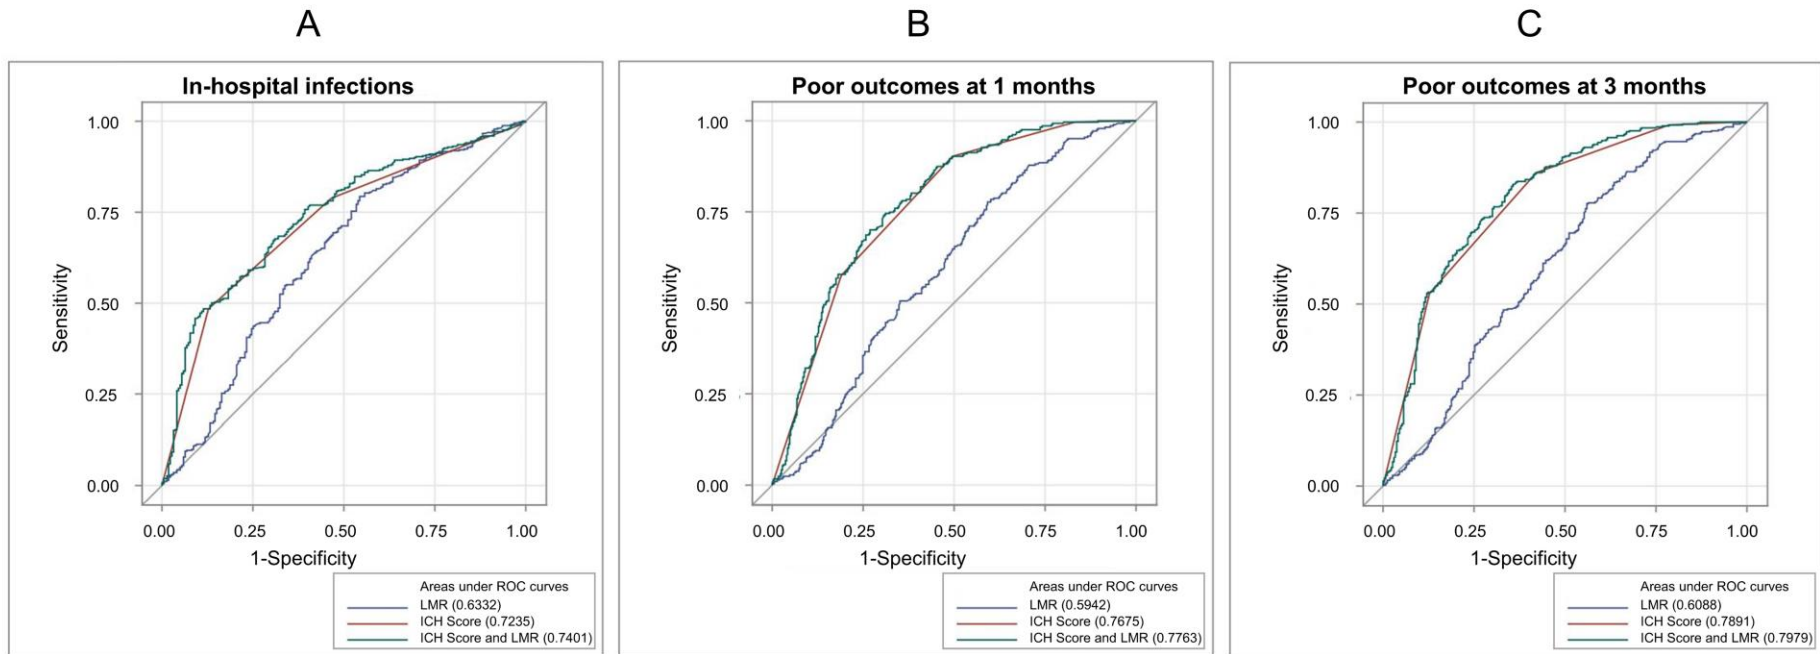 A
In-hospital infections
1.00
0.75
0.50
0.25
0.00
Sensitivity
0.00 0.25 0.50 0.75 1.00
1-Specificity
Areas under ROC curves
LMR (0.6332)
ICH Score (0.7235)
ICH Score and LMR (0.7401)
B
Poor outcomes at 1 months
1.00
0.75
0.50
0.25
0.00
Sensitivity
0.00 0.25 0.50 0.75 1.00
1-Specificity
Areas under ROC curves
LMR (0.5942)
ICH Score (0.7675)
ICH Score and LMR (0.7763)
C
Poor outcomes at 3 months
1.00
0.75
0.50
0.25
0.00
Sensitivity
0.00 0.25 0.50 0.75 1.00
1-Specificity
Areas under ROC curves
LMR (0.6088)
ICH Score (0.7891)
ICH Score and LMR (0.7979)